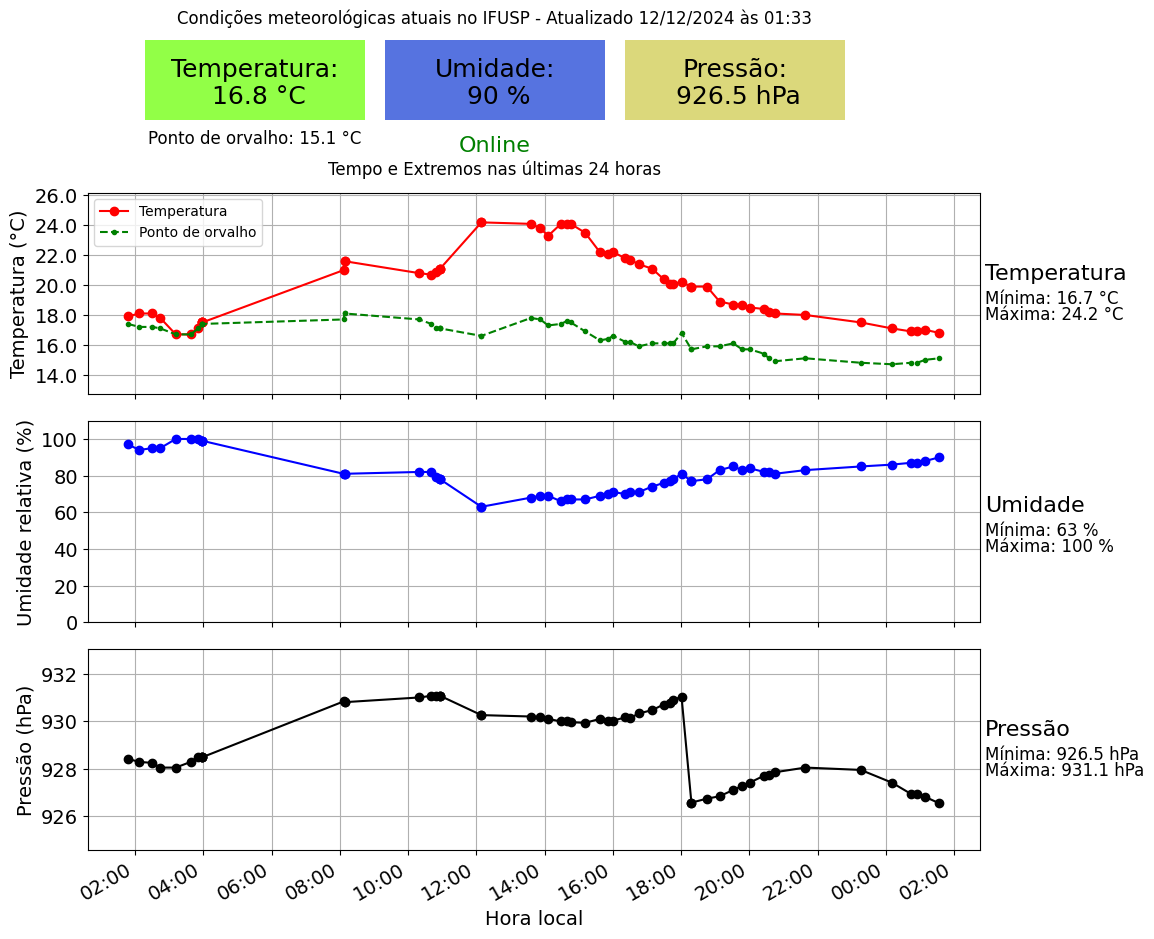 Condições meteorológicas atuais no IFUSP - Atualizado 12/12/2024 às 01:33
Temperatura:
16.8 °C
Umidade:
90 %
Pressão:
926.5 hPa
Ponto de orvalho: 15.1 °C
Online
Tempo e Extremos nas últimas 24 horas
Temperatura (°C)
26.0
24.0
22.0
20.0
18.0
16.0
14.0
Temperatura
Ponto de orvalho
Temperatura
Mínima: 16.7 °C
Máxima: 24.2 °C
Umidade relativa (%)
100
80
60
40
20
0
Umidade
Mínima: 63 %
Máxima: 100 %
Pressão (hPa)
932
930
928
926
Pressão
Mínima: 926.5 hPa
Máxima: 931.1 hPa
02:00 04:00 06:00 08:00 10:00 12:00 14:00 16:00 18:00 20:00 22:00 00:00 02:00
Hora local